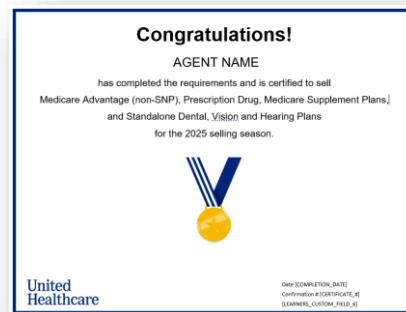 Congratulations!
AGENT NAME
has completed the requirements and is certified to sell
Medicare Advantage (non-SNP), Prescription Drug, Medicare Supplement Plans,
and Standalone Dental, Vision and Hearing Plans
for the 2025 selling season.
United
Healthcare
Date [COMPLETION_DATE]
Confirmation # [CERTIFICATE_#]
[LEARNERS_CUSTOM_FIELD_6]